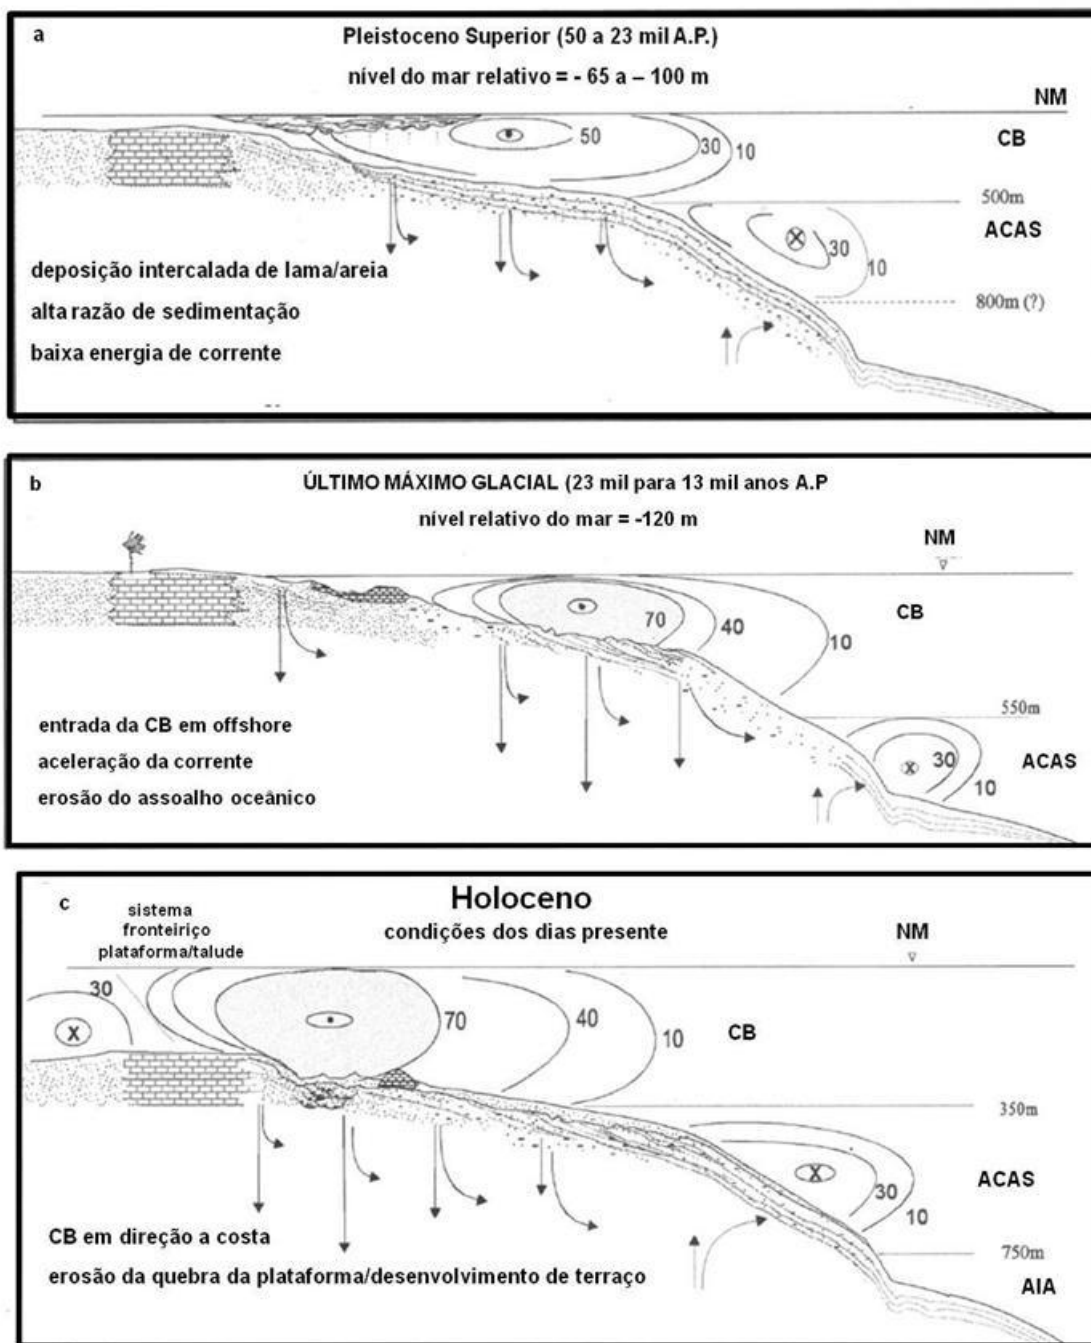 a
Pleistoceno Superior (50 a 23 mil A.P.)
nível do mar relativo = - 65 a – 100 m
NM
CB
50
30
10
500m
ACAS
30
10
800m (?)
deposição intercalada de lama/areia
alta razão de sedimentação
baixa energia de corrente
b
ÚLTIMO MÁXIMO GLACIAL (23 mil para 13 mil anos A.P
nível relativo do mar = -120 m
NM
CB
70
40
10
550m
ACAS
30
10
entrada da CB em offshore
aceleração da corrente
erosão do assoalho oceânico
c
Holoceno
sistema
fronteiriço
plataforma/talude
condições dos dias presente
NM
30
X
70
40
10
CB
350m
X
30
10
ACAS
750m
AIA
CB em direção a costa
erosão da quebra da plataforma/desenvolvimento de terraço